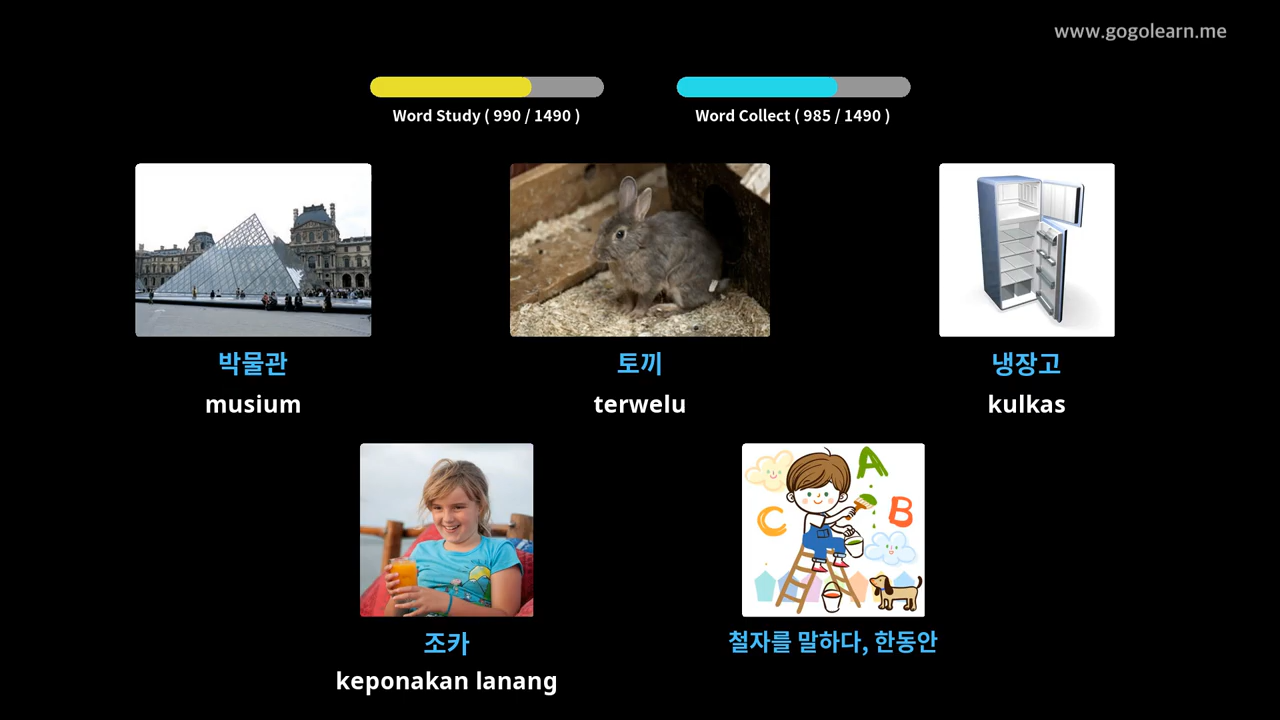 www.gogolearn.me
Word Study ( 990 / 1490 )
Word Collect ( 985 / 1490 )
박물관
토끼
냉장고
musium
terwelu
kulkas
A
B
C
조카
철자를 말하다, 한동안
keponakan lanang